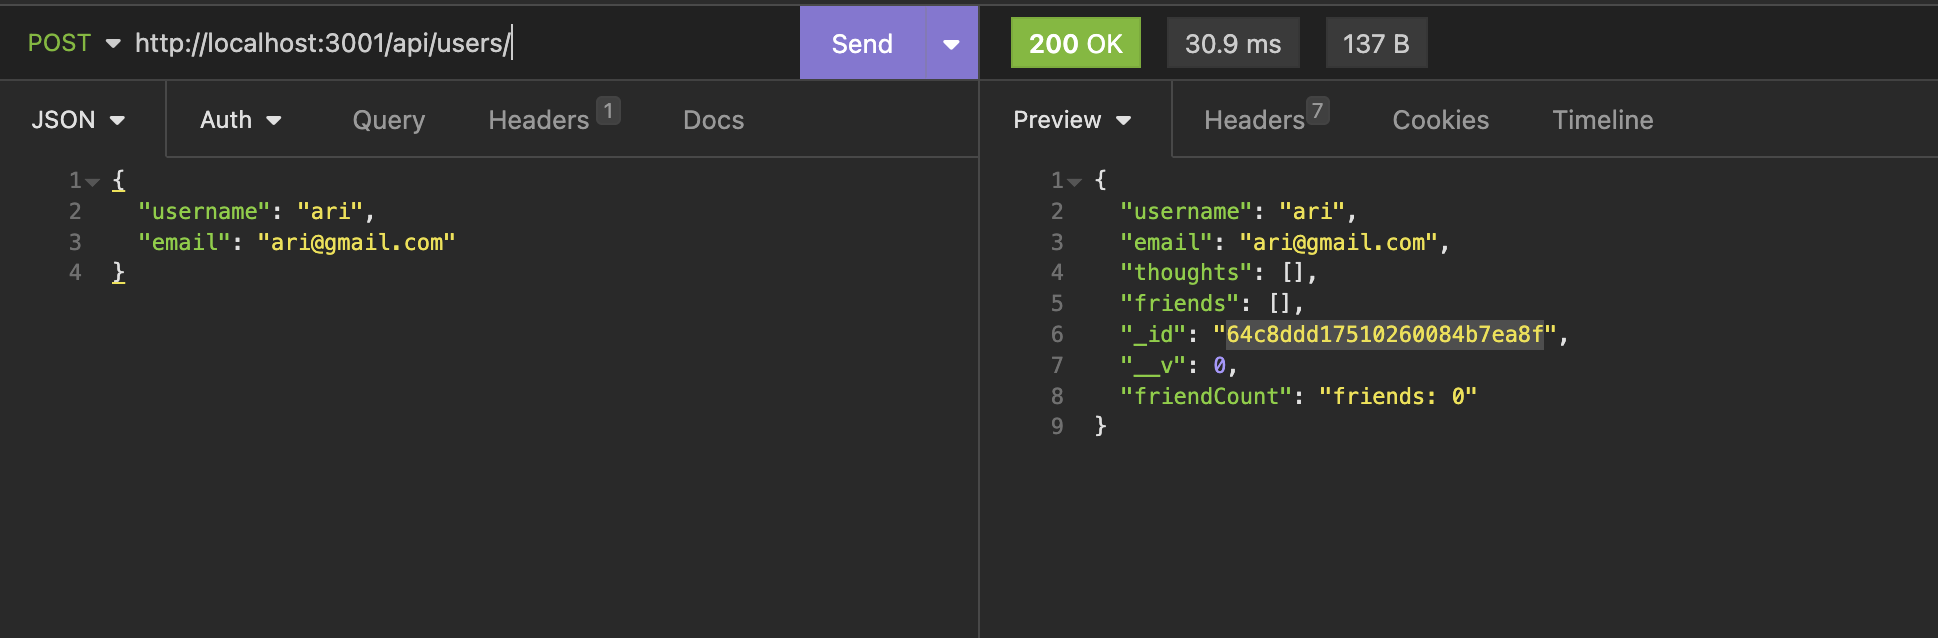 POST http://localhost:3001/api/users/ Send 200 OK 30.9 ms 137 B
JSON Auth Query Headers 1 Docs
1 {
2 "username": "ari",
3 "email": "ari@gmail.com"
4 }
Preview Headers 7 Cookies Timeline
1 {
2 "username": "ari",
3 "email": "ari@gmail.com",
4 "thoughts": [],
5 "friends": [],
6 "_id": "64c8ddd17510260084b7ea8f",
7 "__v": 0,
8 "friendCount": "friends: 0"
9 }